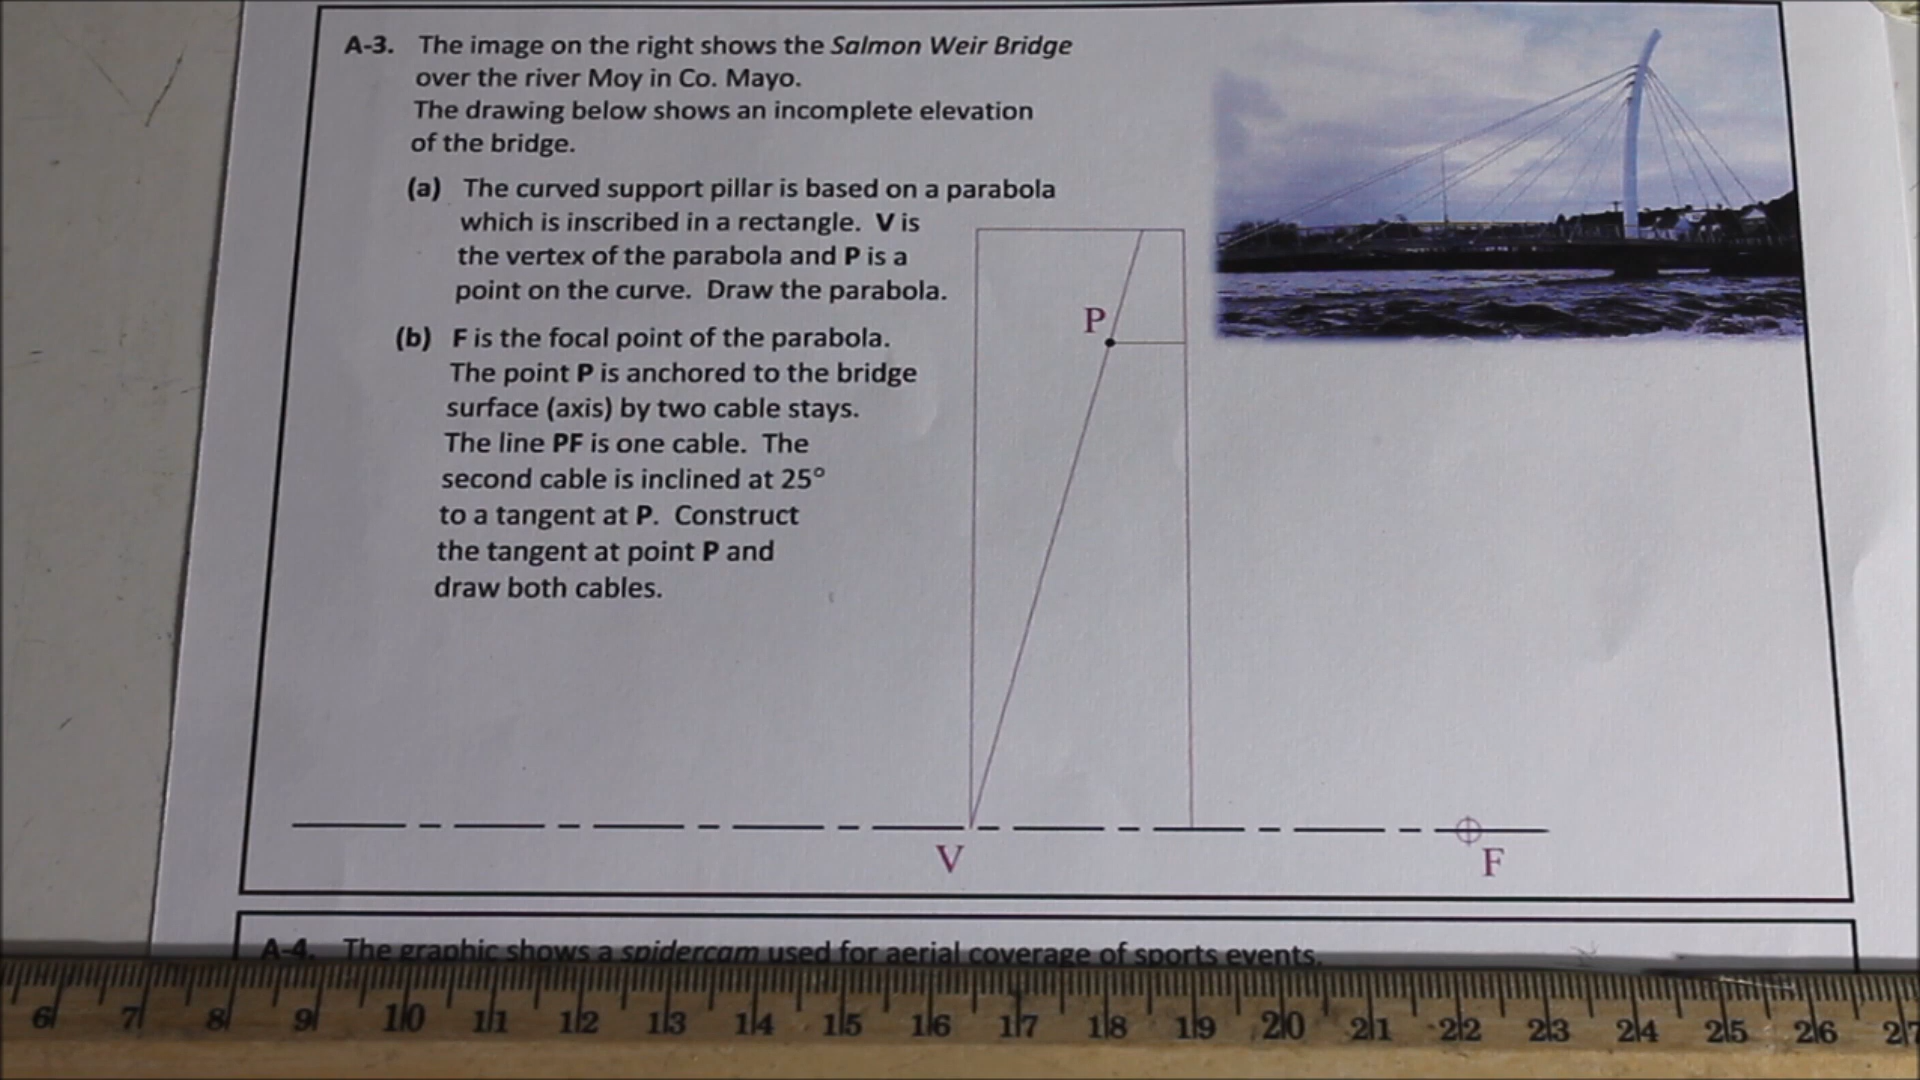 A-3. The image on the right shows the Salmon Weir Bridge
over the river Moy in Co. Mayo.
The drawing below shows an incomplete elevation
of the bridge.
(a) The curved support pillar is based on a parabola
which is inscribed in a rectangle. V is
the vertex of the parabola and P is a
point on the curve. Draw the parabola.
(b) F is the focal point of the parabola.
The point P is anchored to the bridge
surface (axis) by two cable stays.
The line PF is one cable. The
second cable is inclined at 25°
to a tangent at P. Construct
the tangent at point P and
draw both cables.
P
V
F
A-4. The graphic shows a spidercam used for aerial coverage of sports events.
6 7 8 9 10 11 12 13 14 15 16 17 18 19 20 21 22 23 24 25 26